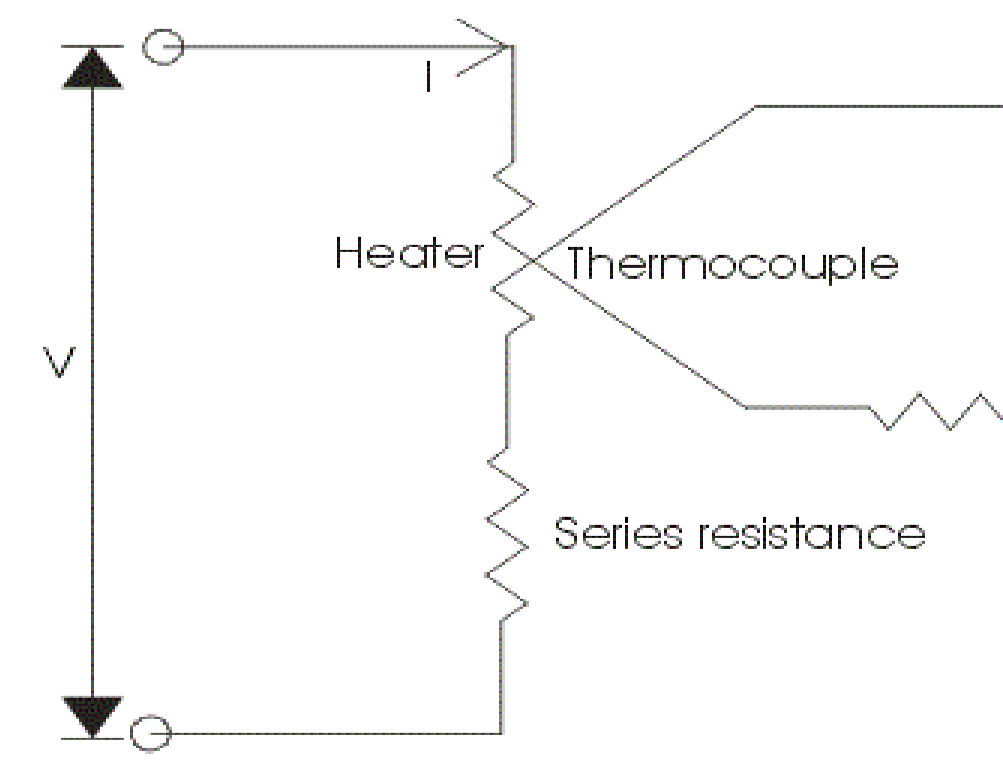 I
Heater
Thermocouple
V
Series resistance